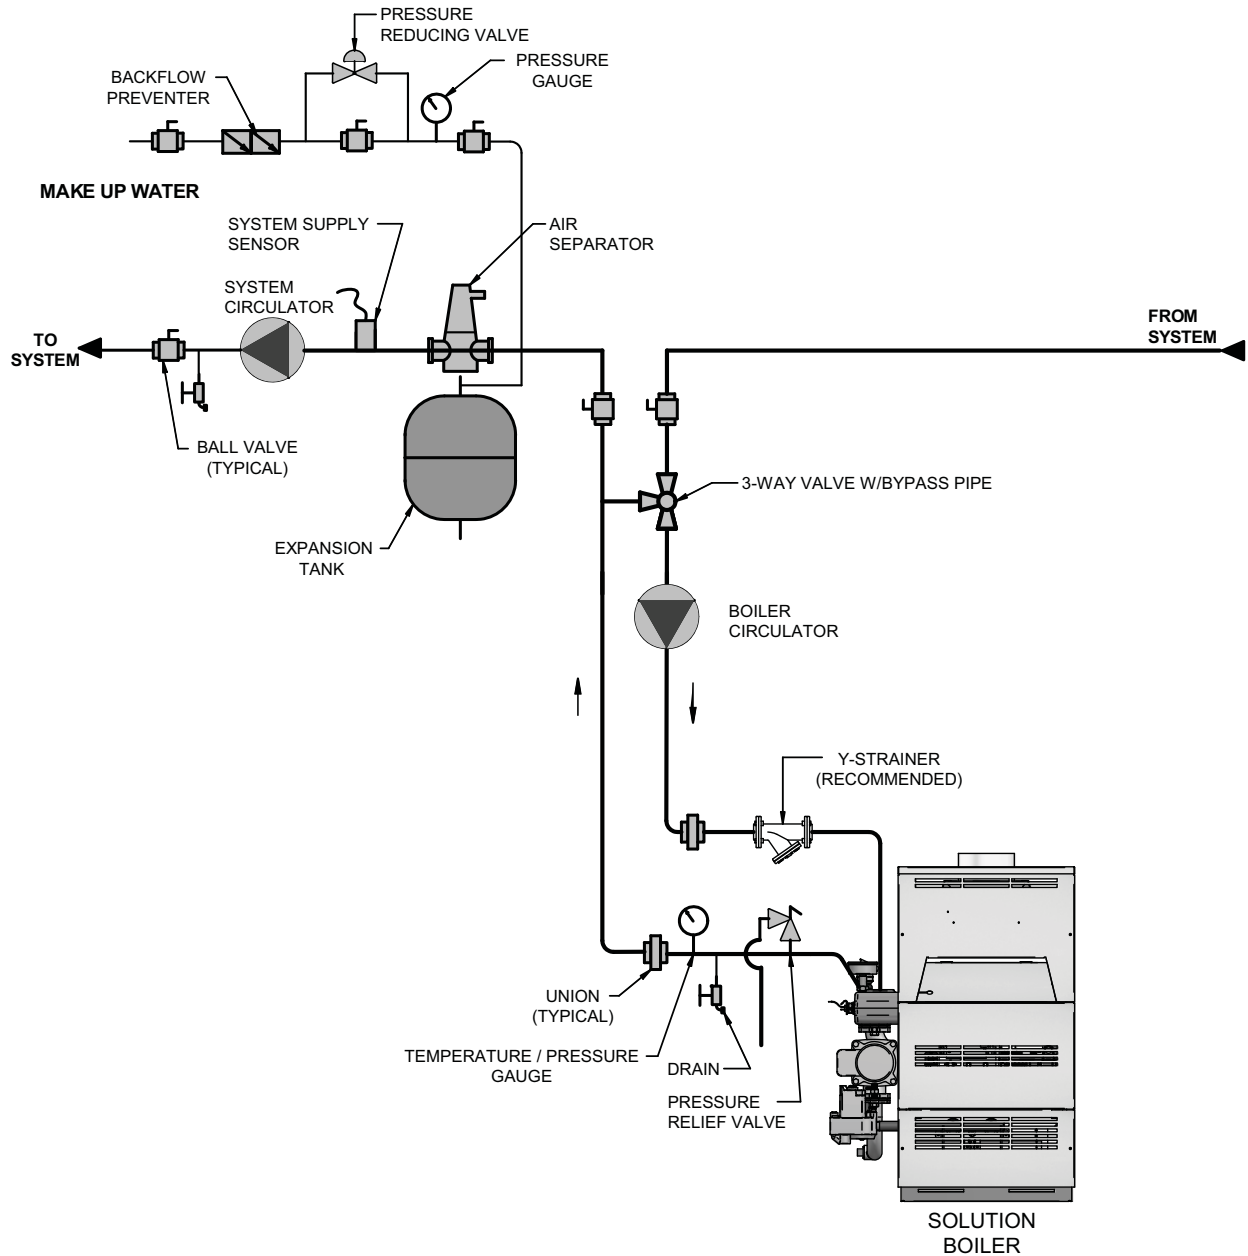 PRESSURE
REDUCING VALVE
PRESSURE
GAUGE
BACKFLOW
PREVENTER
MAKE UP WATER
SYSTEM SUPPLY
SENSOR
AIR
SEPARATOR
SYSTEM
CIRCULATOR
TO
SYSTEM
FROM
SYSTEM
BALL VALVE
(TYPICAL)
3-WAY VALVE W/BYPASS PIPE
EXPANSION
TANK
BOILER
CIRCULATOR
Y-STRAINER
(RECOMMENDED)
UNION
(TYPICAL)
TEMPERATURE / PRESSURE
GAUGE
DRAIN
PRESSURE
RELIEF VALVE
SOLUTION
BOILER